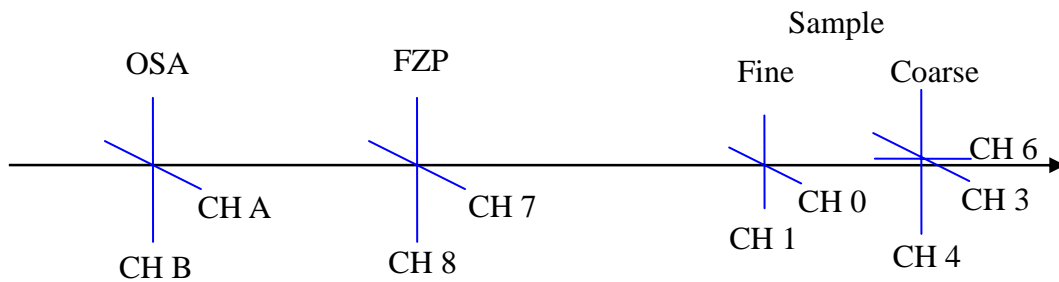 Sample
OSA
FZP
Fine
Coarse
CH 6
CH A
CH 7
CH 0
CH 3
CH B
CH 8
CH 1
CH 4